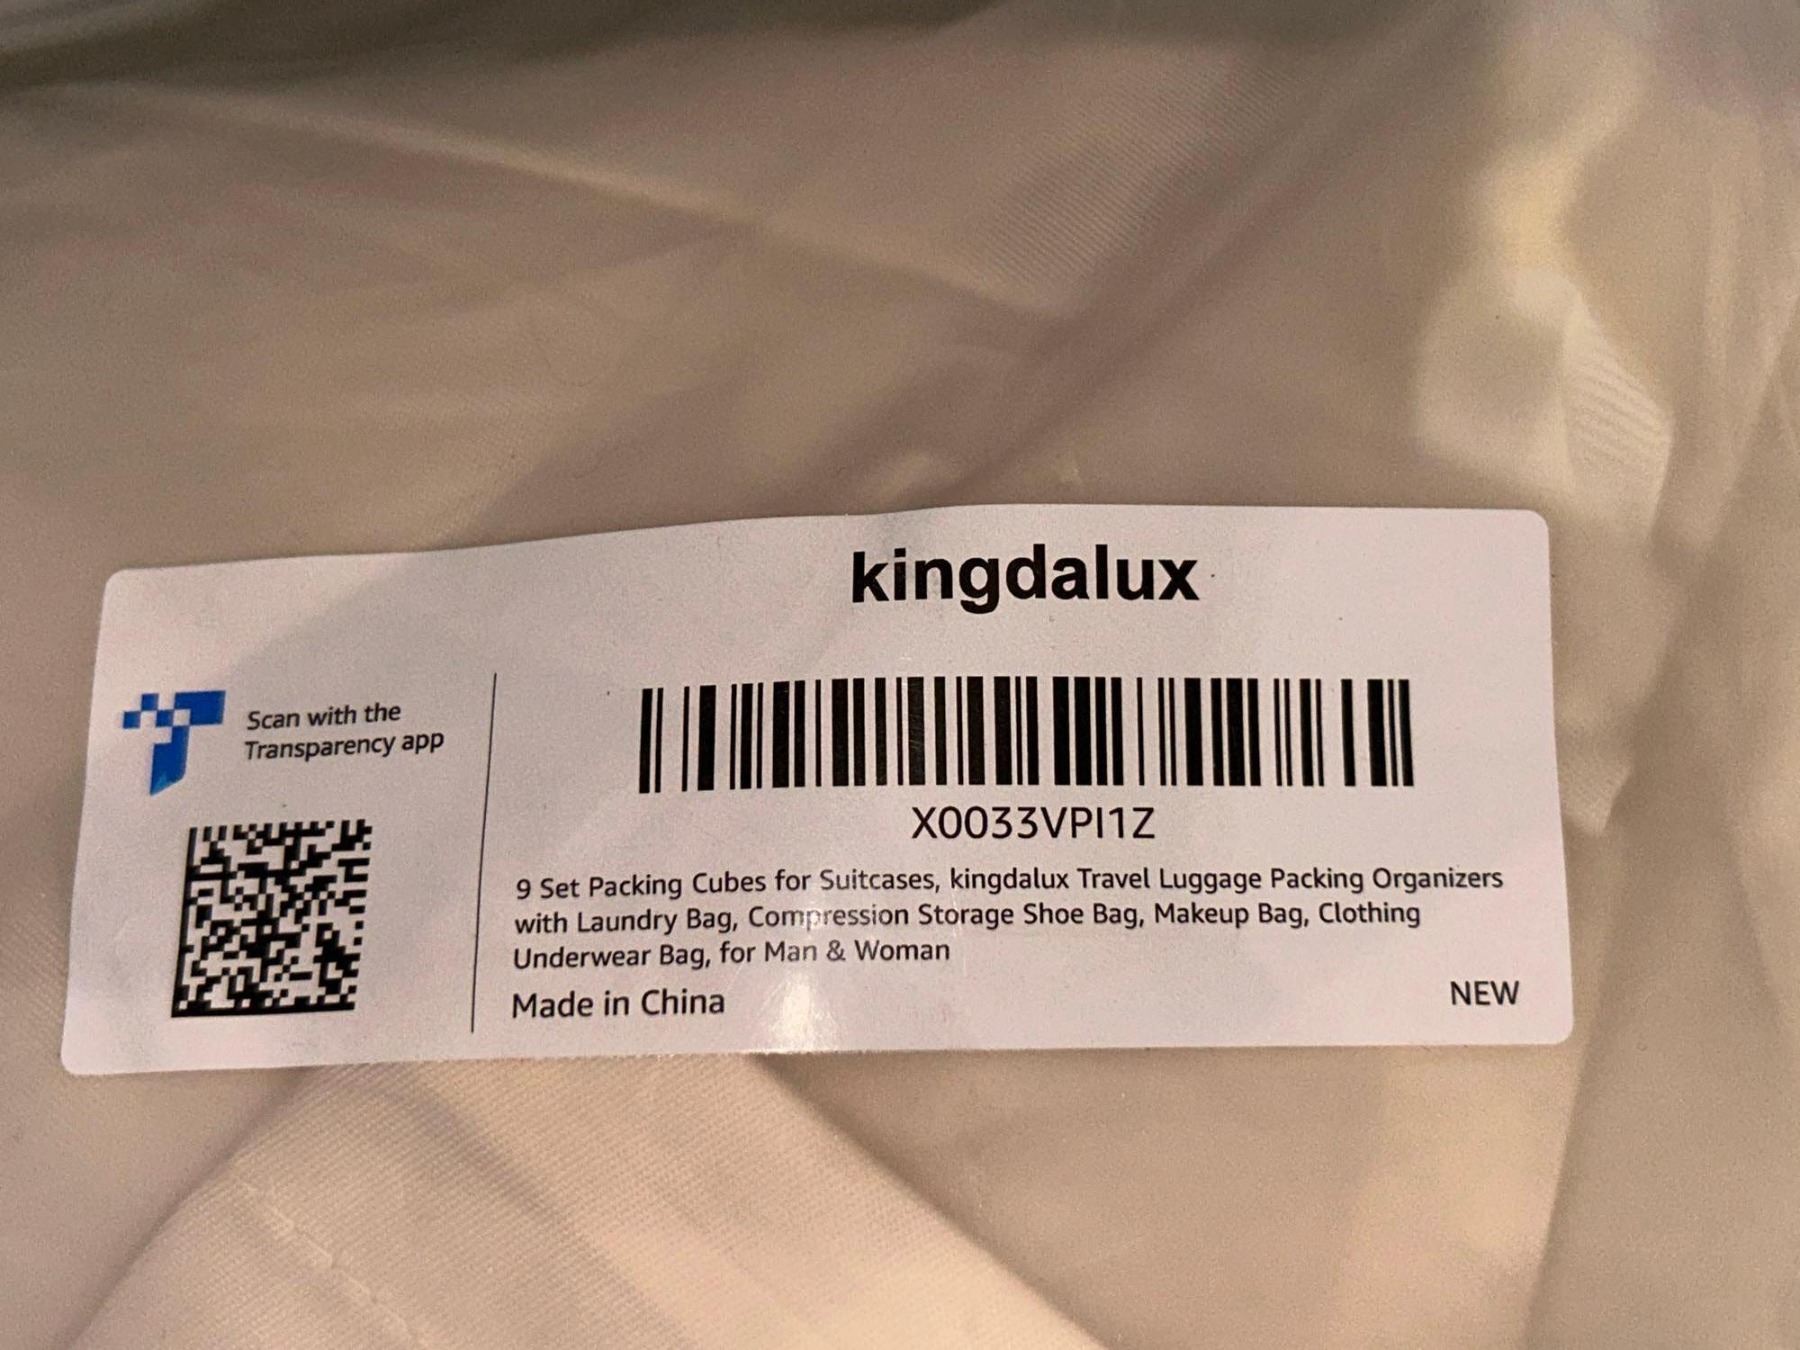 kingdalux
Scan with the
Transparency app
X0033VPI1Z
9 Set Packing Cubes for Suitcases, kingdalux Travel Luggage Packing Organizers
with Laundry Bag, Compression Storage Shoe Bag, Makeup Bag, Clothing
Underwear Bag, for Man & Woman
Made in China
NEW